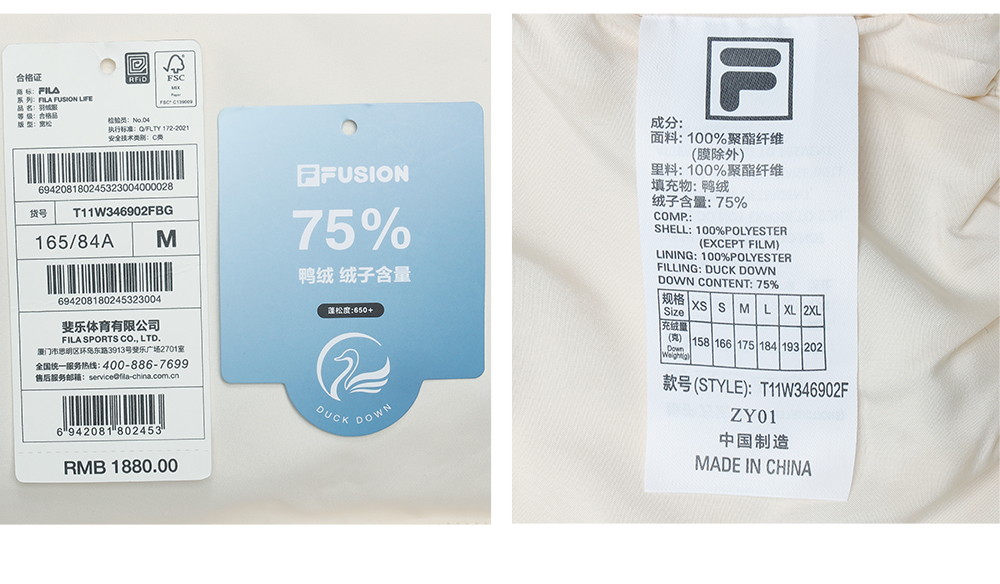 合格证
RFID
FSC
MIX
Paper
FSC® C139009
商 标: FILA
系 列: FILA FUSION LIFE
品 名: 羽绒服
等 级: 合格品
版 型: 宽松
检验员: No.04
执行标准: Q/FLTY 172-2021
安全技术类别: C类
694208180245323004000028
货号 T11W346902FBG
165/84A M
694208180245323004
斐乐体育有限公司
FILA SPORTS CO., LTD.
厦门市思明区环岛东路3913号斐乐广场2701室
全国统一服务热线: 400-886-7699
售后服务邮箱: service@fila-china.com.cn
6 942081 802453
RMB 1880.00
FUSION
75%
鸭绒 绒子含量
蓬松度:650+
DUCK DOWN
成分:
面料: 100%聚酯纤维
(膜除外)
里料: 100%聚酯纤维
填充物: 鸭绒
绒子含量: 75%
COMP.:
SHELL: 100%POLYESTER
(EXCEPT FILM)
LINING: 100%POLYESTER
FILLING: DUCK DOWN
DOWN CONTENT: 75%
规格 Size XS S M L XL 2XL
充绒量(克) Down Weight(g) 158 166 175 184 193 202
款号(STYLE): T11W346902F
ZY01
中国制造
MADE IN CHINA